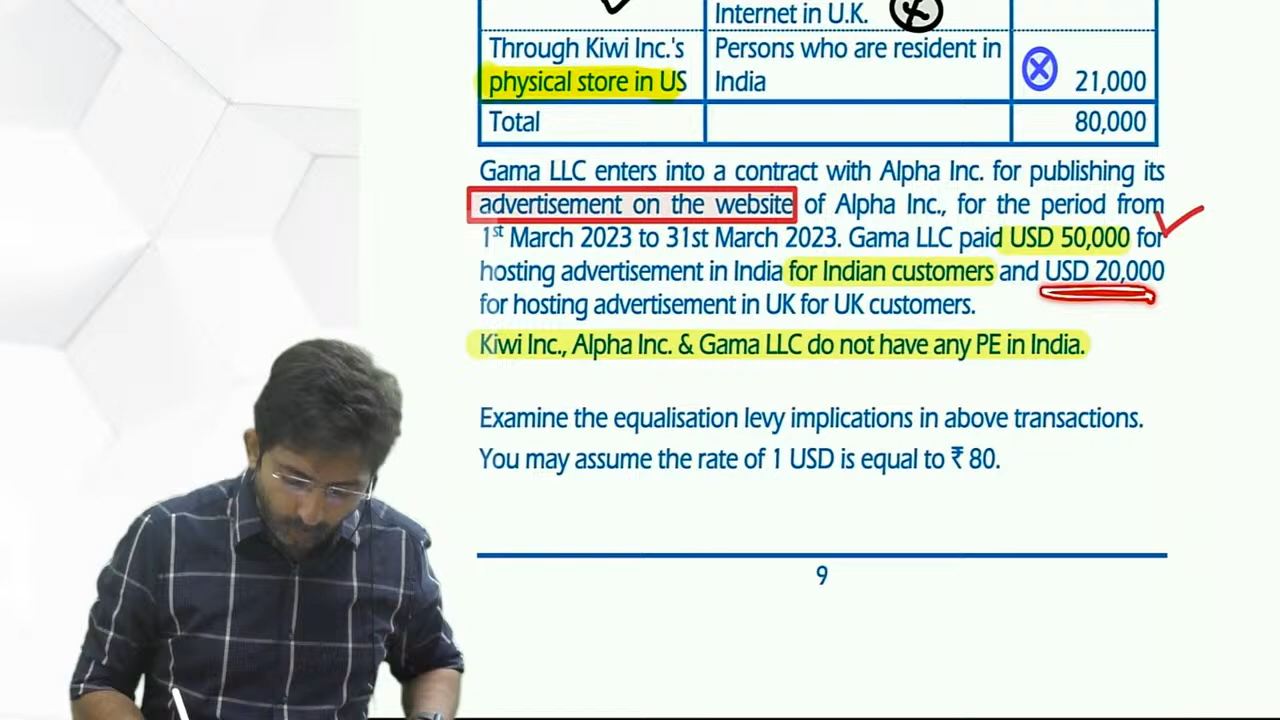 Internet in U.K.
Through Kiwi Inc.'s
physical store in US
Persons who are resident in
India
21,000
Total
80,000
Gama LLC enters into a contract with Alpha Inc. for publishing its
advertisement on the website of Alpha Inc., for the period from
1st March 2023 to 31st March 2023. Gama LLC paid USD 50,000 for
hosting advertisement in India for Indian customers and USD 20,000
for hosting advertisement in UK for UK customers.
Kiwi Inc., Alpha Inc. & Gama LLC do not have any PE in India.
Examine the equalisation levy implications in above transactions.
You may assume the rate of 1 USD is equal to ₹ 80.
9